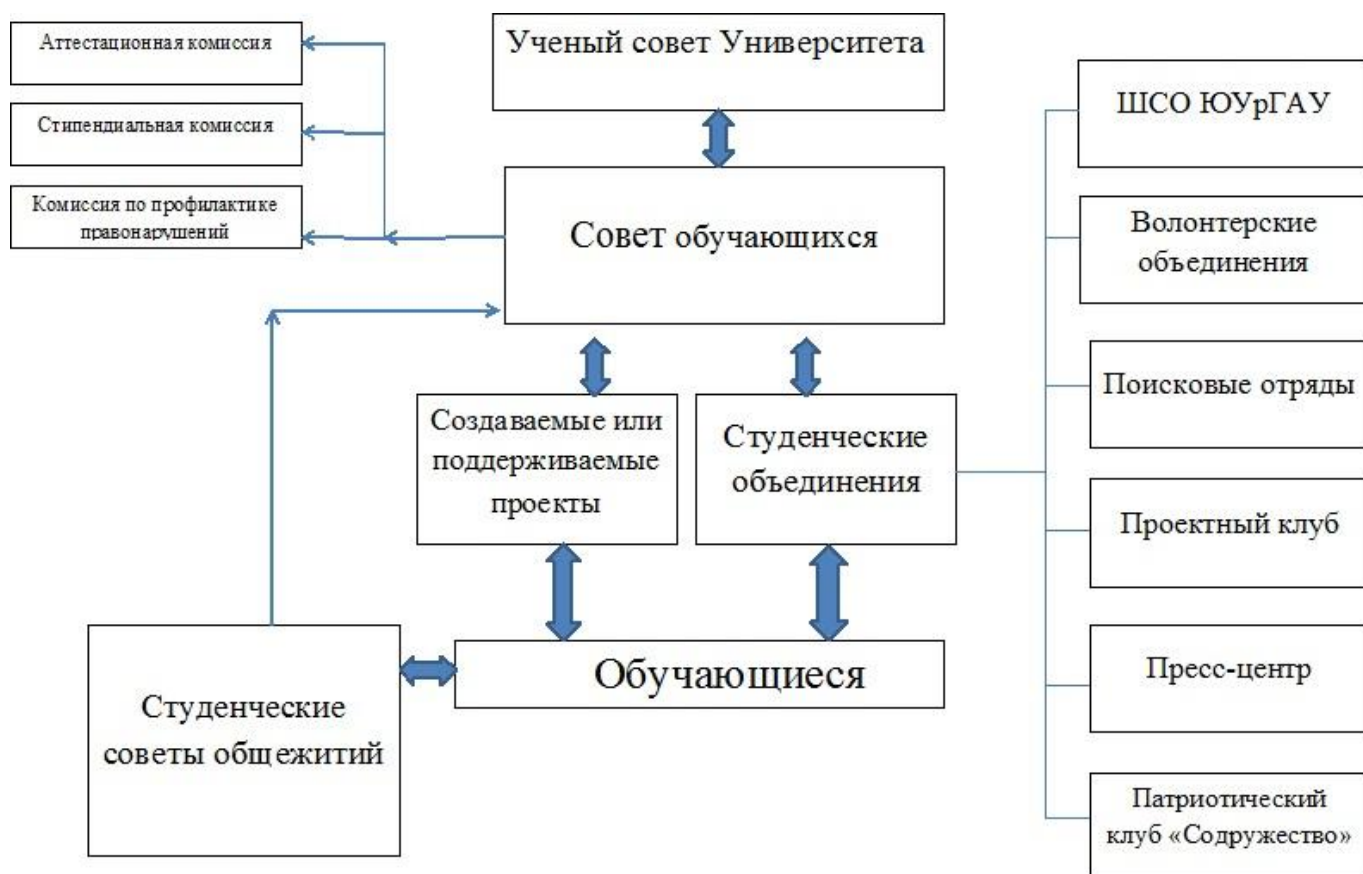 Аттестационная комиссия
Стипендиальная комиссия
Комиссия по профилактике
правонарушений
Ученый совет Университета
Совет обучающихся
Создаваемые или
поддерживаемые
проекты
Студенческие
объединения
Обучающиеся
Студенческие
советы общежитий
ШСО ЮУрГАУ
Волонтерские
объединения
Поисковые отряды
Проектный клуб
Пресс-центр
Патриотический
клуб «Содружество»